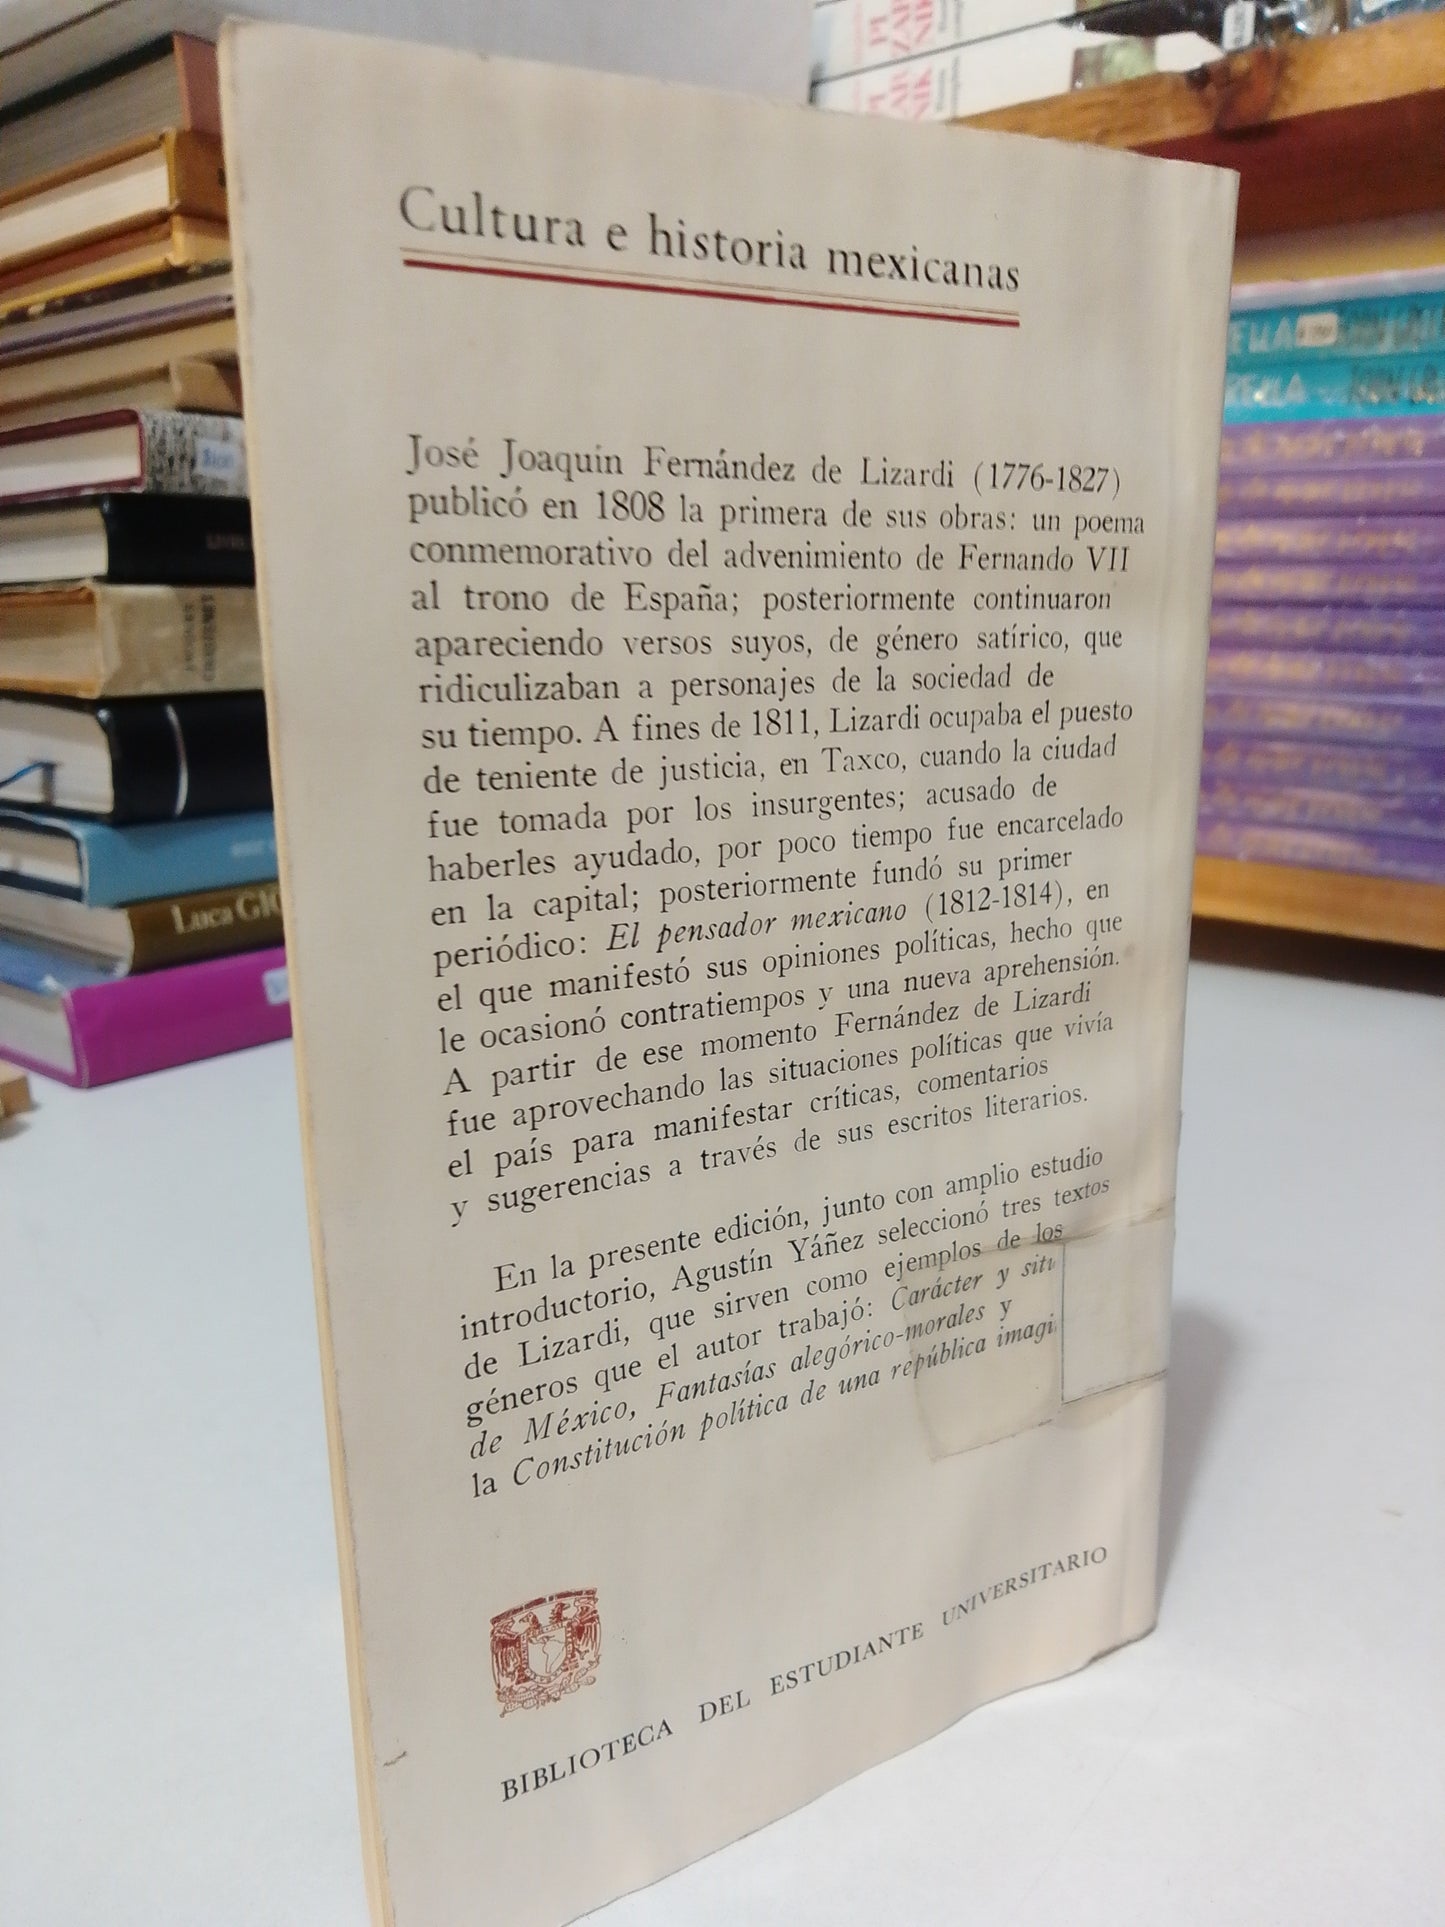 Cultura e historia mexicanas
José Joaquín Fernández de Lizardi (1776-1827)
publicó en 1808 la primera de sus obras: un poema
conmemorativo del advenimiento de Fernando VII
al trono de España; posteriormente continuaron
apareciendo versos suyos, de género satírico, que
ridiculizaban a personajes de la sociedad de
su tiempo. A fines de 1811, Lizardi ocupaba el puesto
de teniente de justicia, en Taxco, cuando la ciudad
fue tomada por los insurgentes; acusado de
haberles ayudado, por poco tiempo fue encarcelado
en la capital; posteriormente fundó su primer
periódico: El pensador mexicano (1812-1814), en
el que manifestó sus opiniones políticas, hecho que
le ocasionó contratiempos y una nueva aprehensión.
A partir de ese momento Fernández de Lizardi
fue aprovechando las situaciones políticas que vivía
el país para manifestar críticas, comentarios
y sugerencias a través de sus escritos literarios.
En la presente edición, junto con amplio estudio
introductorio, Agustín Yáñez seleccionó tres textos
de Lizardi, que sirven como ejemplos de los
géneros que el autor trabajó: Carácter y situ
de México, Fantasías alegórico-morales y
la Constitución política de una república imagi
BIBLIOTECA DEL ESTUDIANTE UNIVERSITARIO
Luca